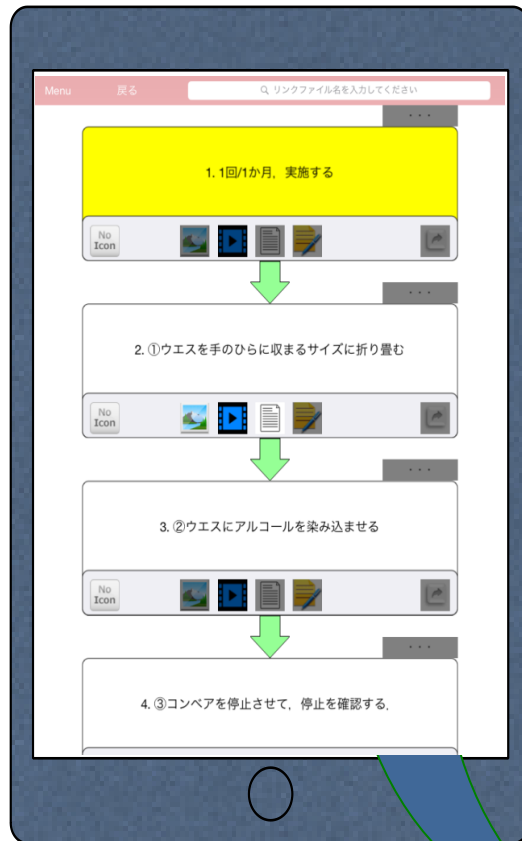 Menu 戻る リンクファイル名を入力してください
・・・
1. 1回/1か月，実施する
No
Icon
・・・
2. ①ウエスを手のひらに収まるサイズに折り畳む
No
Icon
・・・
3. ②ウエスにアルコールを染み込ませる
No
Icon
・・・
4. ③コンベアを停止させて，停止を確認する，